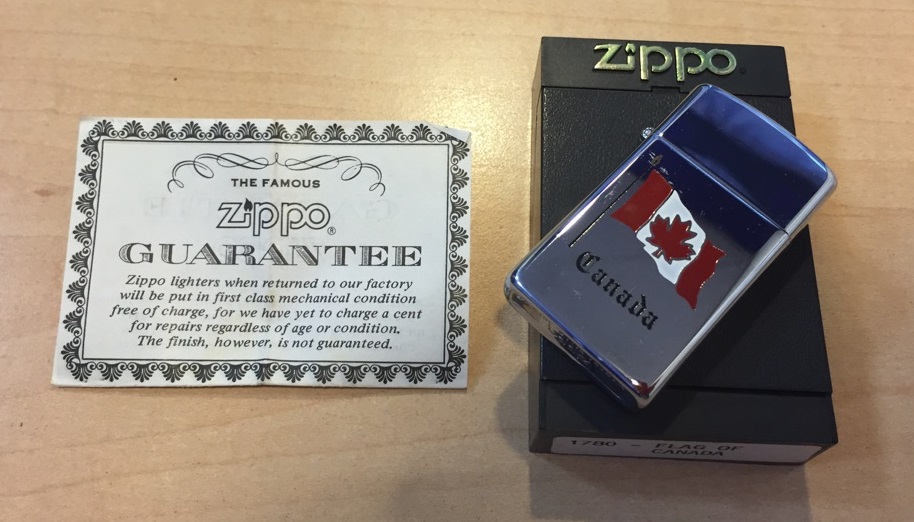 THE FAMOUS
Zippo®
GUARANTEE
Zippo lighters when returned to our factory
will be put in first class mechanical condition
free of charge, for we have yet to charge a cent
for repairs regardless of age or condition.
The finish, however, is not guaranteed.
Zippo
Canada
1780 - FLAG OF
CANADA